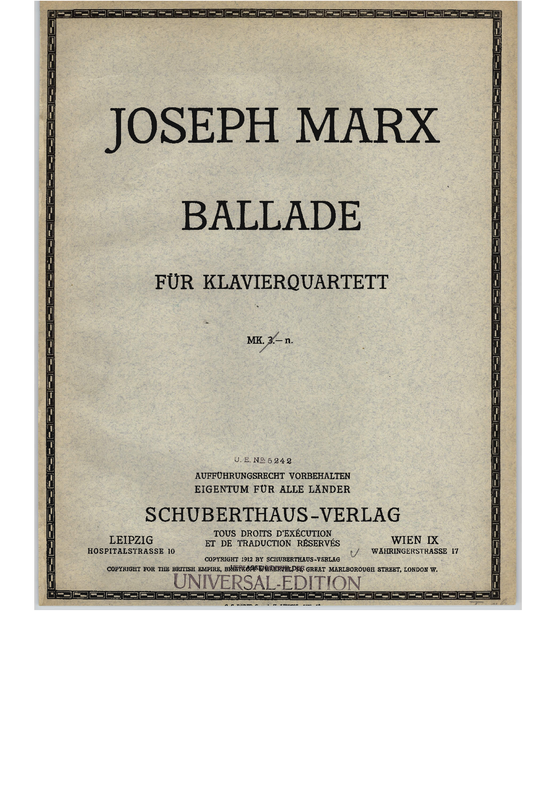 JOSEPH MARX
BALLADE
FÜR KLAVIERQUARTETT
MK. 3.— n.
U. E. No 5242
AUFFÜHRUNGSRECHT VORBEHALTEN
EIGENTUM FÜR ALLE LÄNDER
SCHUBERTHAUS-VERLAG
LEIPZIG
HOSPITALSTRASSE 10
TOUS DROITS D'EXÉCUTION
ET DE TRADUCTION RÉSERVÉS
WIEN IX
WÄHRINGERSTRASSE 17
COPYRIGHT 1912 BY SCHUBERTHAUS-VERLAG
COPYRIGHT FOR THE BRITISH EMPIRE, GREAT MARLBOROUGH STREET, LONDON W.
UNIVERSAL-EDITION